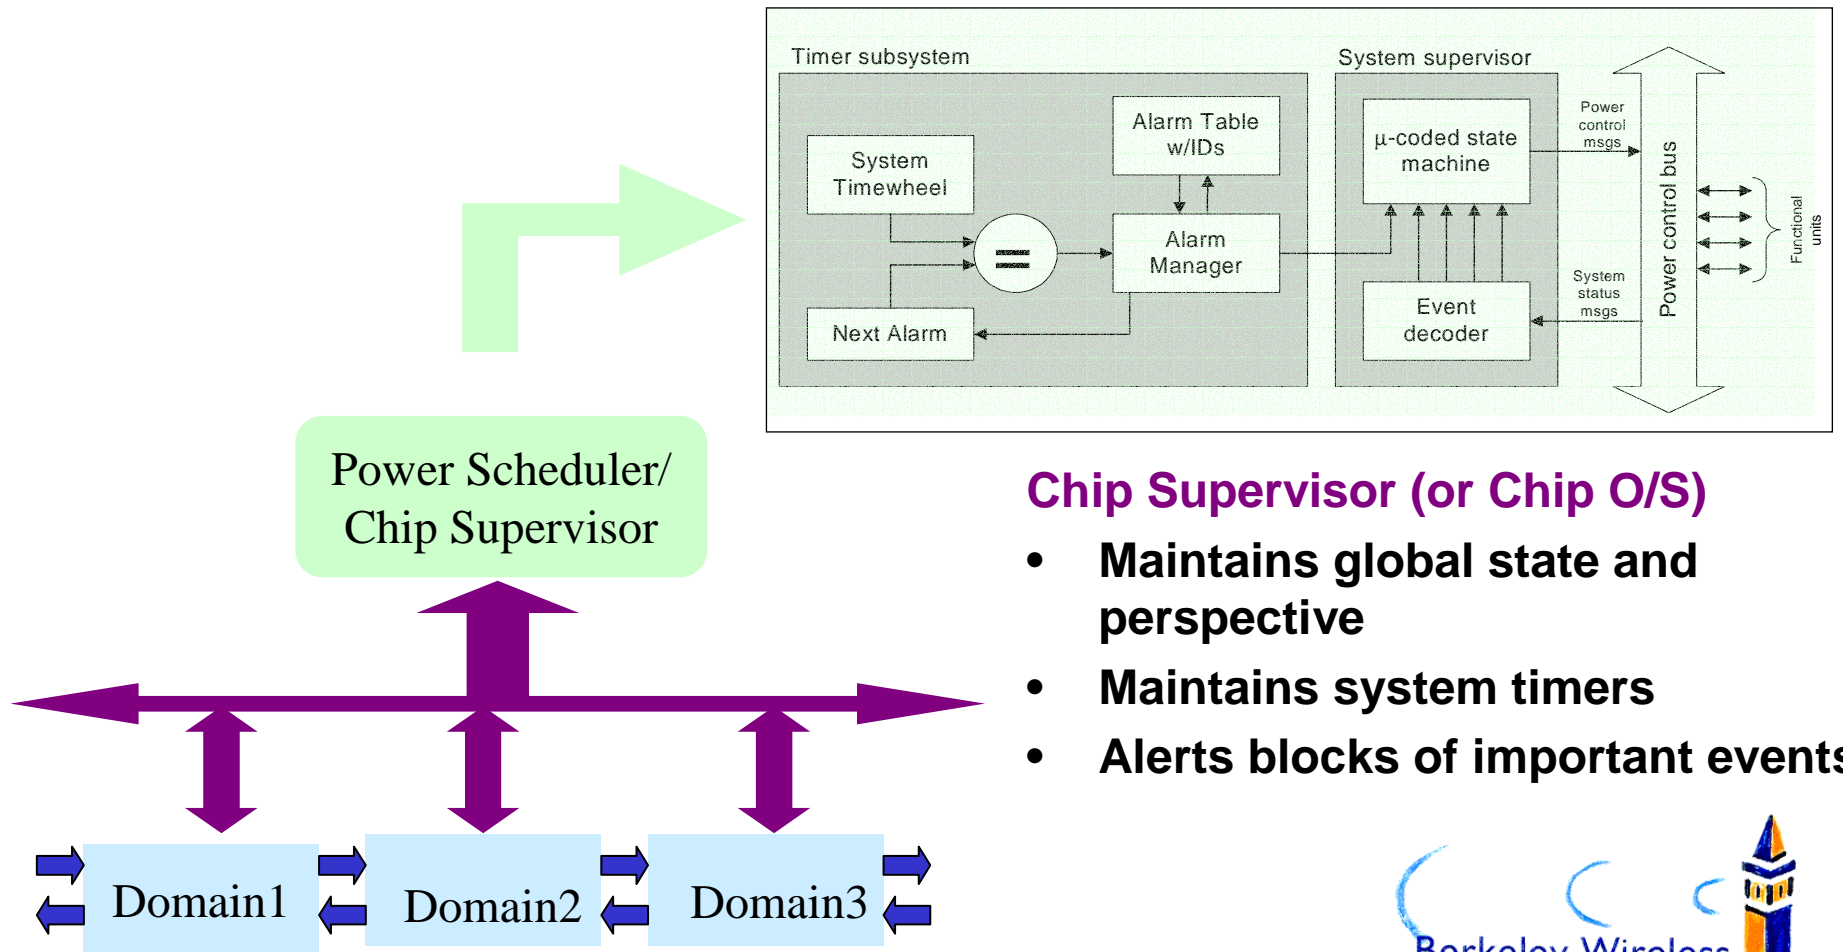 Timer subsystem
System supervisor
System
Timewheel
Alarm Table
w/IDs
=
Alarm
Manager
Next Alarm
μ-coded state
machine
Event
decoder
Power
control
msgs
System
status
msgs
Power control bus
Functional
units
Power Scheduler/
Chip Supervisor
Chip Supervisor (or Chip O/S)
• Maintains global state and
perspective
• Maintains system timers
• Alerts blocks of important events
Domain1
Domain2
Domain3
Berkeley Wireless